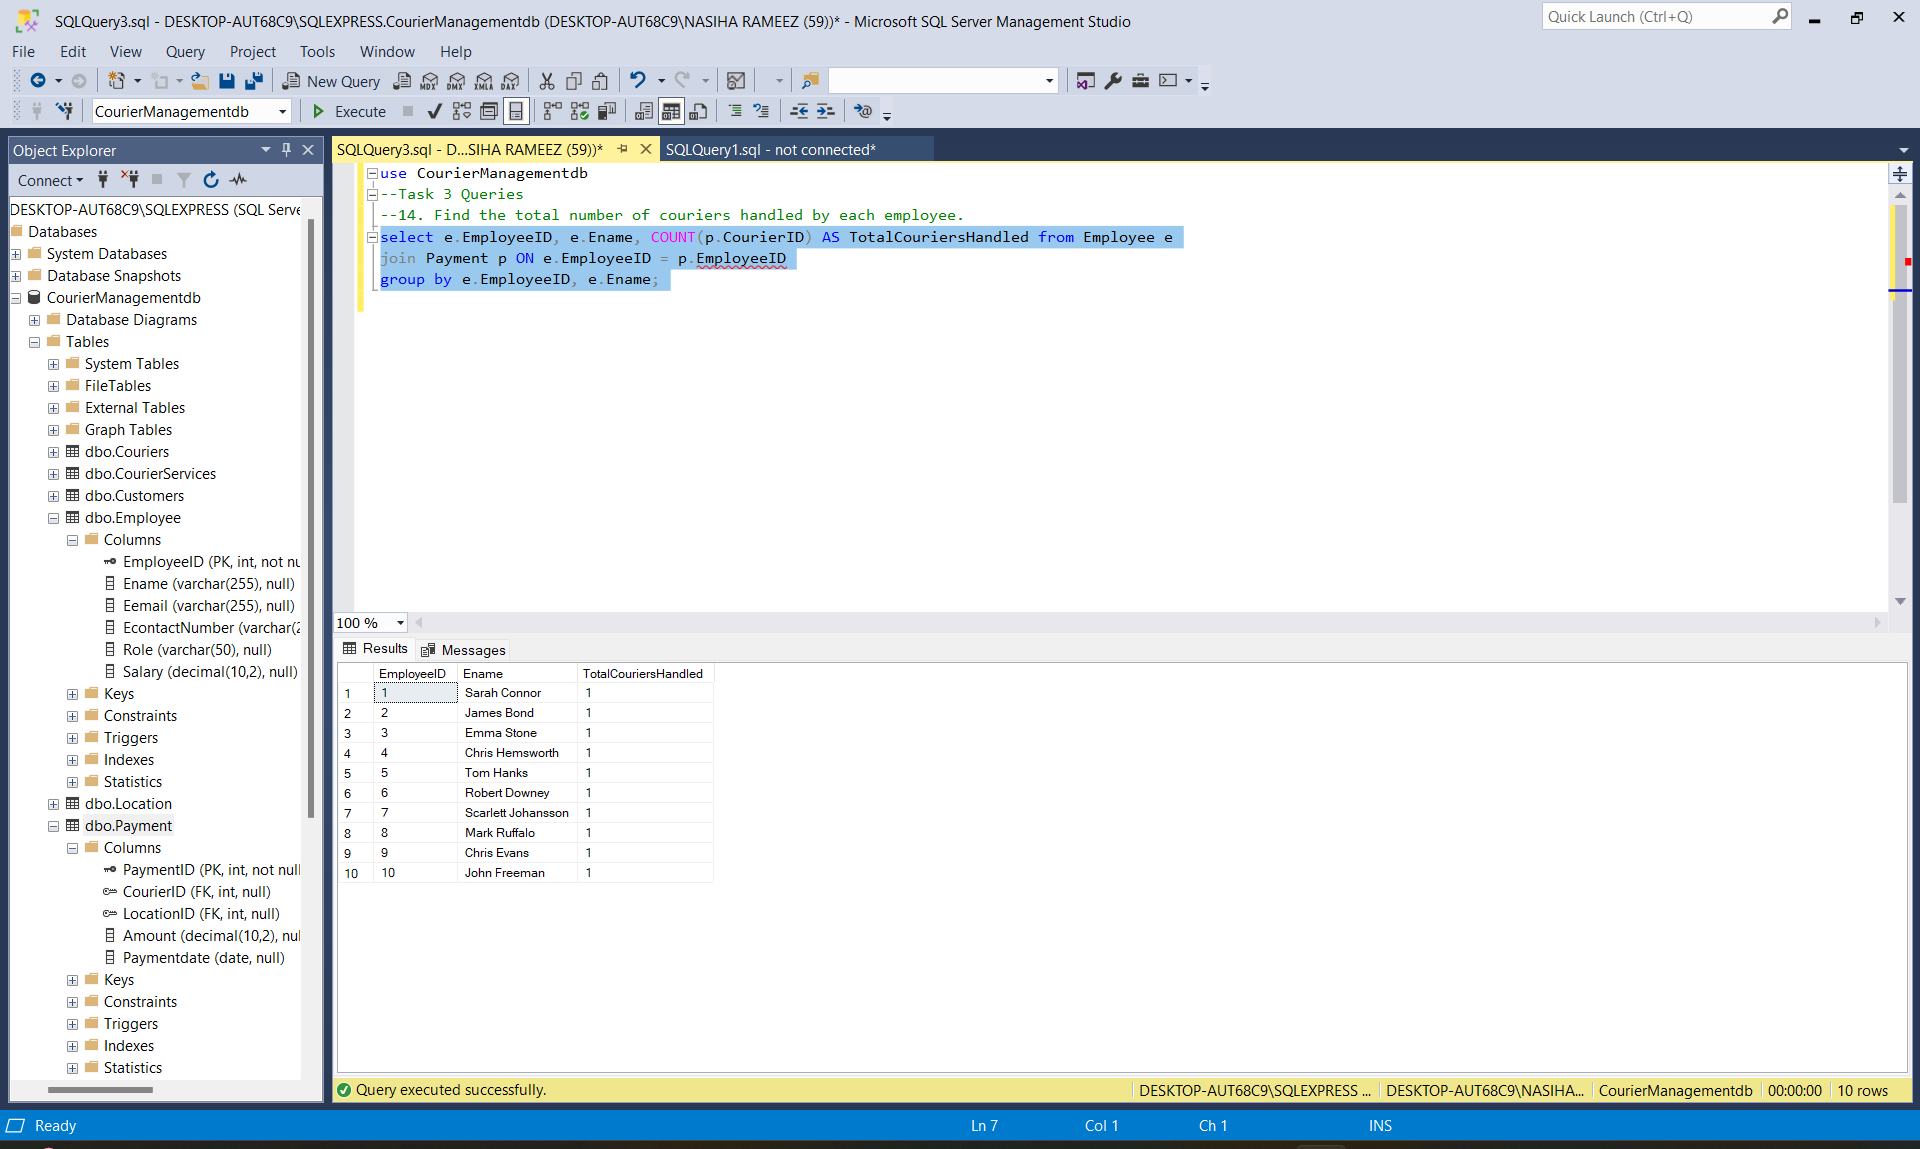 SQLQuery3.sql - DESKTOP-AUT68C9\SQLEXPRESS.CourierManagementdb (DESKTOP-AUT68C9\NASIHA RAMEEZ (59))* - Microsoft SQL Server Management Studio
Quick Launch (Ctrl+Q)
File Edit View Query Project Tools Window Help
New Query MDX DMX XMLA DAX
CourierManagementdb Execute
Object Explorer
Connect
DESKTOP-AUT68C9\SQLEXPRESS (SQL Serve
Databases
System Databases
Database Snapshots
CourierManagementdb
Database Diagrams
Tables
System Tables
FileTables
External Tables
Graph Tables
dbo.Couriers
dbo.CourierServices
dbo.Customers
dbo.Employee
Columns
EmployeeID (PK, int, not nu
Ename (varchar(255), null)
Eemail (varchar(255), null)
EcontactNumber (varchar(2
Role (varchar(50), null)
Salary (decimal(10,2), null)
Keys
Constraints
Triggers
Indexes
Statistics
dbo.Location
dbo.Payment
Columns
PaymentID (PK, int, not null
CourierID (FK, int, null)
LocationID (FK, int, null)
Amount (decimal(10,2), nul
Paymentdate (date, null)
Keys
Constraints
Triggers
Indexes
Statistics
SQLQuery3.sql - D...SIHA RAMEEZ (59))* SQLQuery1.sql - not connected*
use CourierManagementdb
--Task 3 Queries
--14. Find the total number of couriers handled by each employee.
select e.EmployeeID, e.Ename, COUNT(p.CourierID) AS TotalCouriersHandled from Employee e
join Payment p ON e.EmployeeID = p.EmployeeID
group by e.EmployeeID, e.Ename;
100 %
Results Messages
EmployeeID Ename TotalCouriersHandled
1 1 Sarah Connor 1
2 2 James Bond 1
3 3 Emma Stone 1
4 4 Chris Hemsworth 1
5 5 Tom Hanks 1
6 6 Robert Downey 1
7 7 Scarlett Johansson 1
8 8 Mark Ruffalo 1
9 9 Chris Evans 1
10 10 John Freeman 1
Query executed successfully. DESKTOP-AUT68C9\SQLEXPRESS ... DESKTOP-AUT68C9\NASIHA... CourierManagementdb 00:00:00 10 rows
Ready Ln 7 Col 1 Ch 1 INS